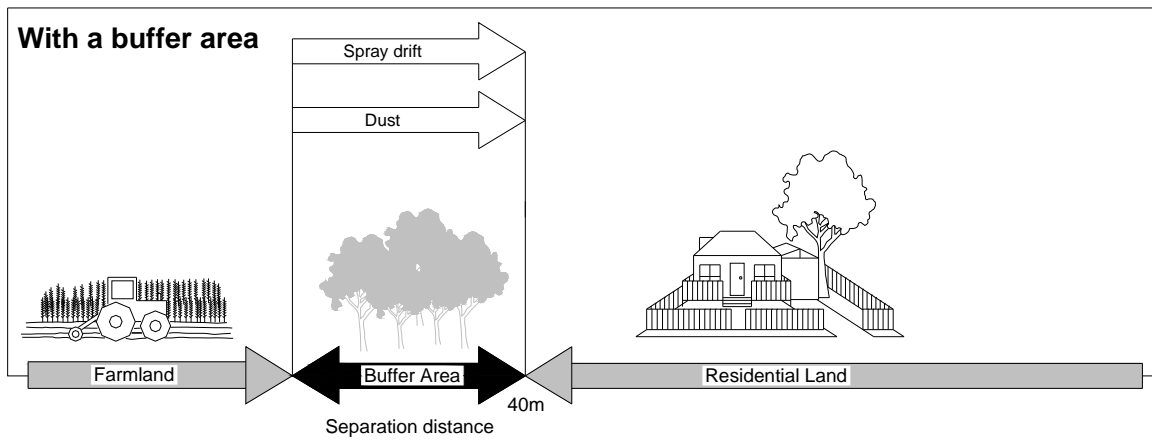 With a buffer area
Spray drift
Dust
Farmland
Buffer Area
Residential Land
40m
Separation distance